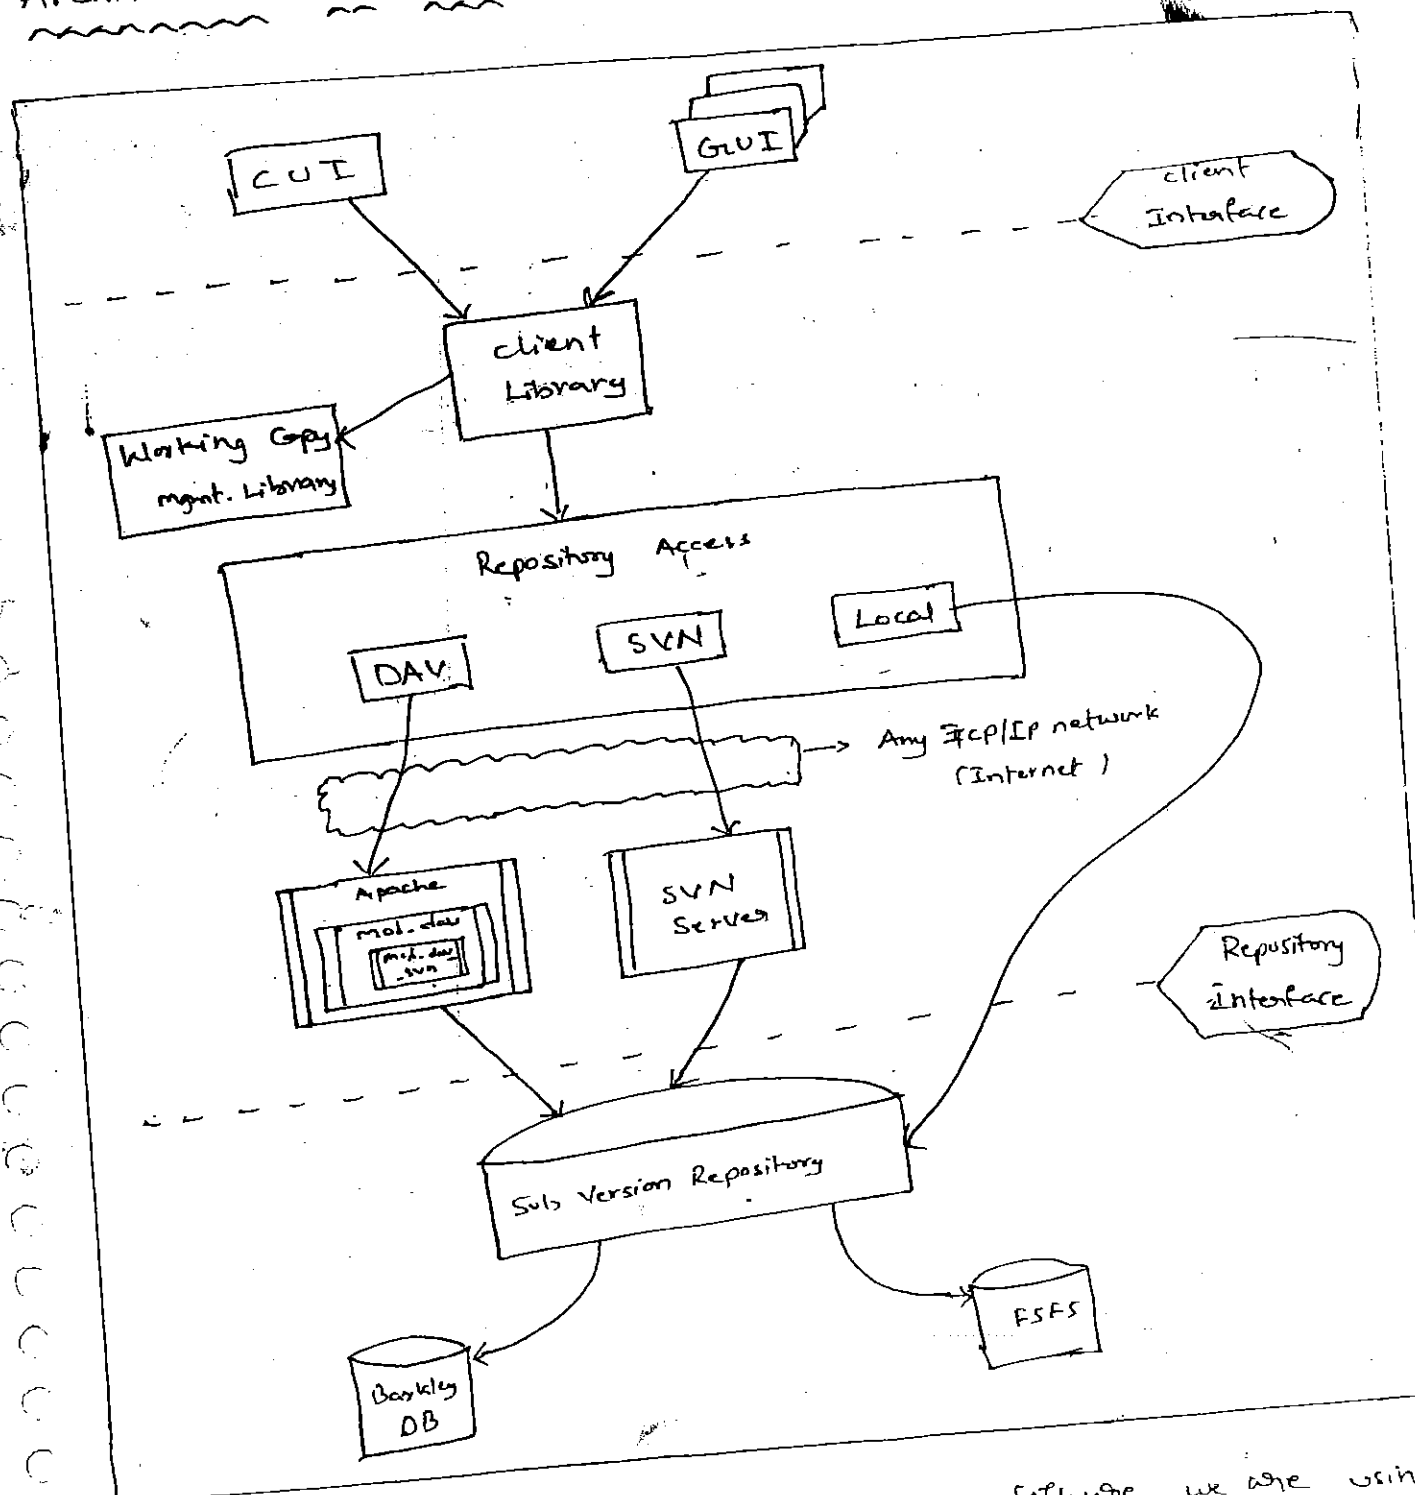 CUI
GUI
client
Interface
client
Library
Working Copy
mgmt. Library
Repository Access
DAV
SVN
Local
Any Tcp/Ip network
(Internet)
Apache
mod_dav
mod_dav
_svn
SVN
Server
Repository
Interface
Sub Version Repository
FSFS
Barkley
DB
we are using